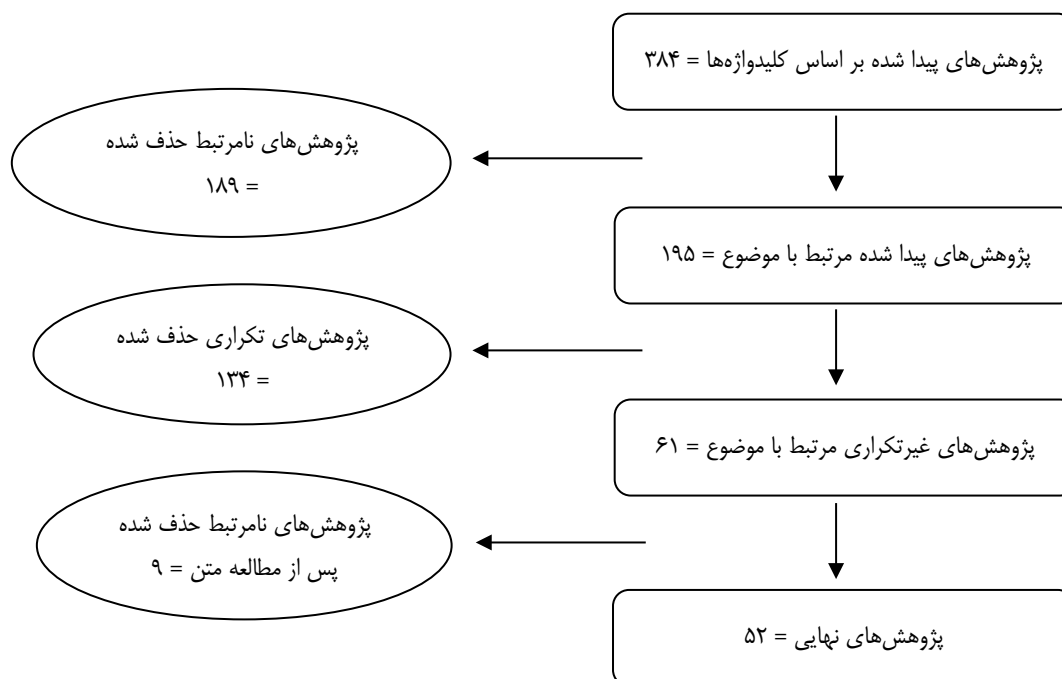 پژوهش‌های پیدا شده بر اساس کلیدواژه‌ها = ۳۸۴
پژوهش‌های نامرتبط حذف شده
= ۱۸۹
پژوهش‌های پیدا شده مرتبط با موضوع = ۱۹۵
پژوهش‌های تکراری حذف شده
= ۱۳۴
پژوهش‌های غیرتکراری مرتبط با موضوع = ۶۱
پژوهش‌های نامرتبط حذف شده
پس از مطالعه متن = ۹
پژوهش‌های نهایی = ۵۲